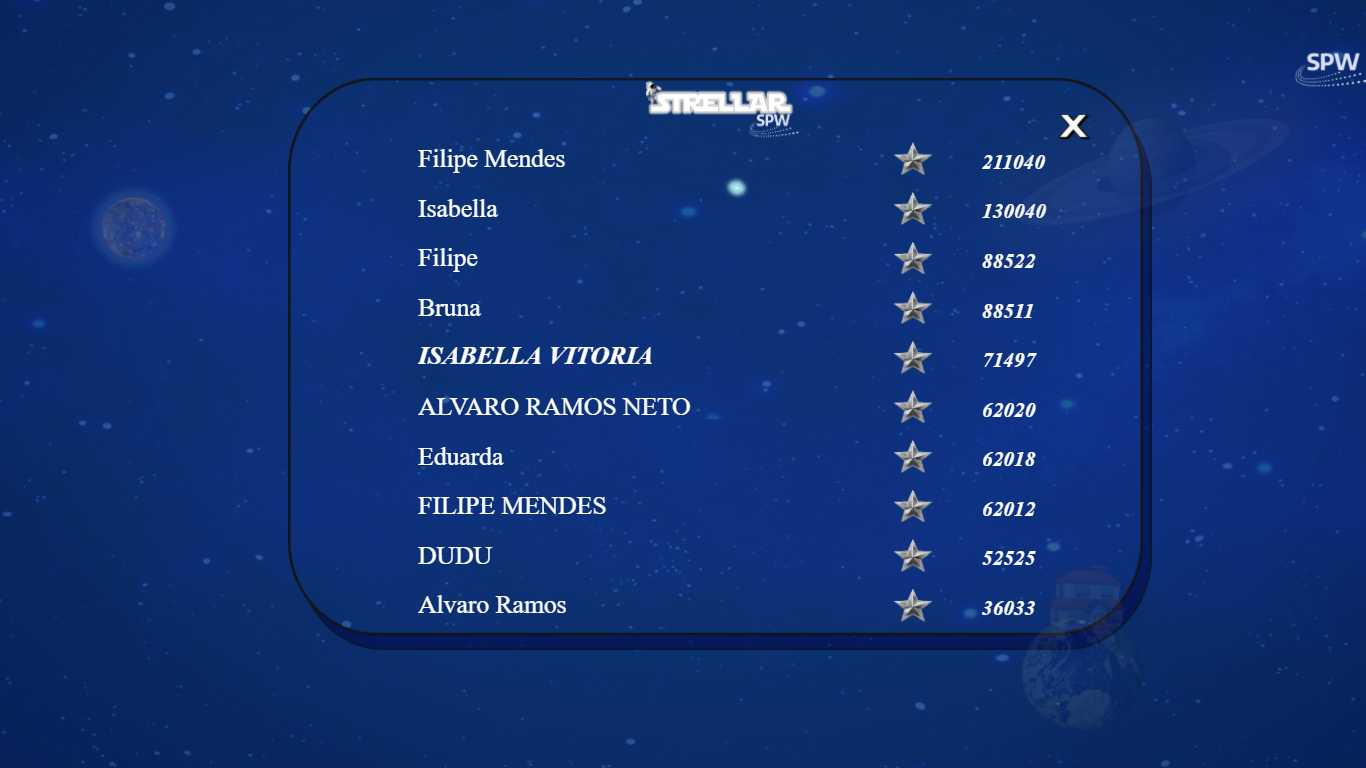 SPW
STRELLAR
SPW
X
Filipe Mendes 211040
Isabella 130040
Filipe 88522
Bruna 88511
ISABELLA VITORIA 71497
ALVARO RAMOS NETO 62020
Eduarda 62018
FILIPE MENDES 62012
DUDU 52525
Alvaro Ramos 36033